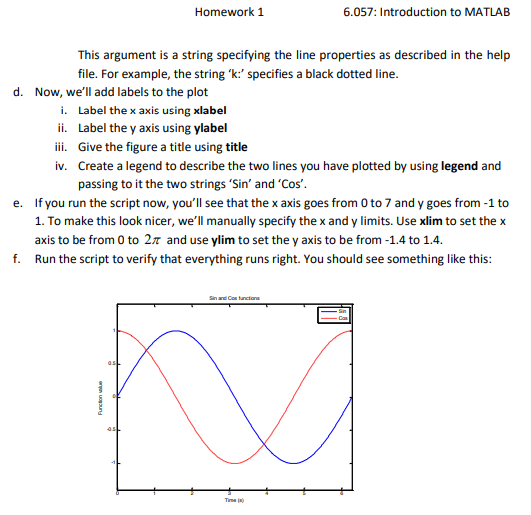 Homework 1 6.057: Introduction to MATLAB
This argument is a string specifying the line properties as described in the help
file. For example, the string ‘k:’ specifies a black dotted line.
d. Now, we’ll add labels to the plot
i. Label the x axis using xlabel
ii. Label the y axis using ylabel
iii. Give the figure a title using title
iv. Create a legend to describe the two lines you have plotted by using legend and
passing to it the two strings ‘Sin’ and ‘Cos’.
e. If you run the script now, you’ll see that the x axis goes from 0 to 7 and y goes from -1 to
1. To make this look nicer, we’ll manually specify the x and y limits. Use xlim to set the x
axis to be from 0 to 2π and use ylim to set the y axis to be from -1.4 to 1.4.
f. Run the script to verify that everything runs right. You should see something like this:
Sin and Cos functions
Sin
Cos
1
0.5
0
-0.5
-1
Function value
0 1 2 3 4 5 6
Time (s)